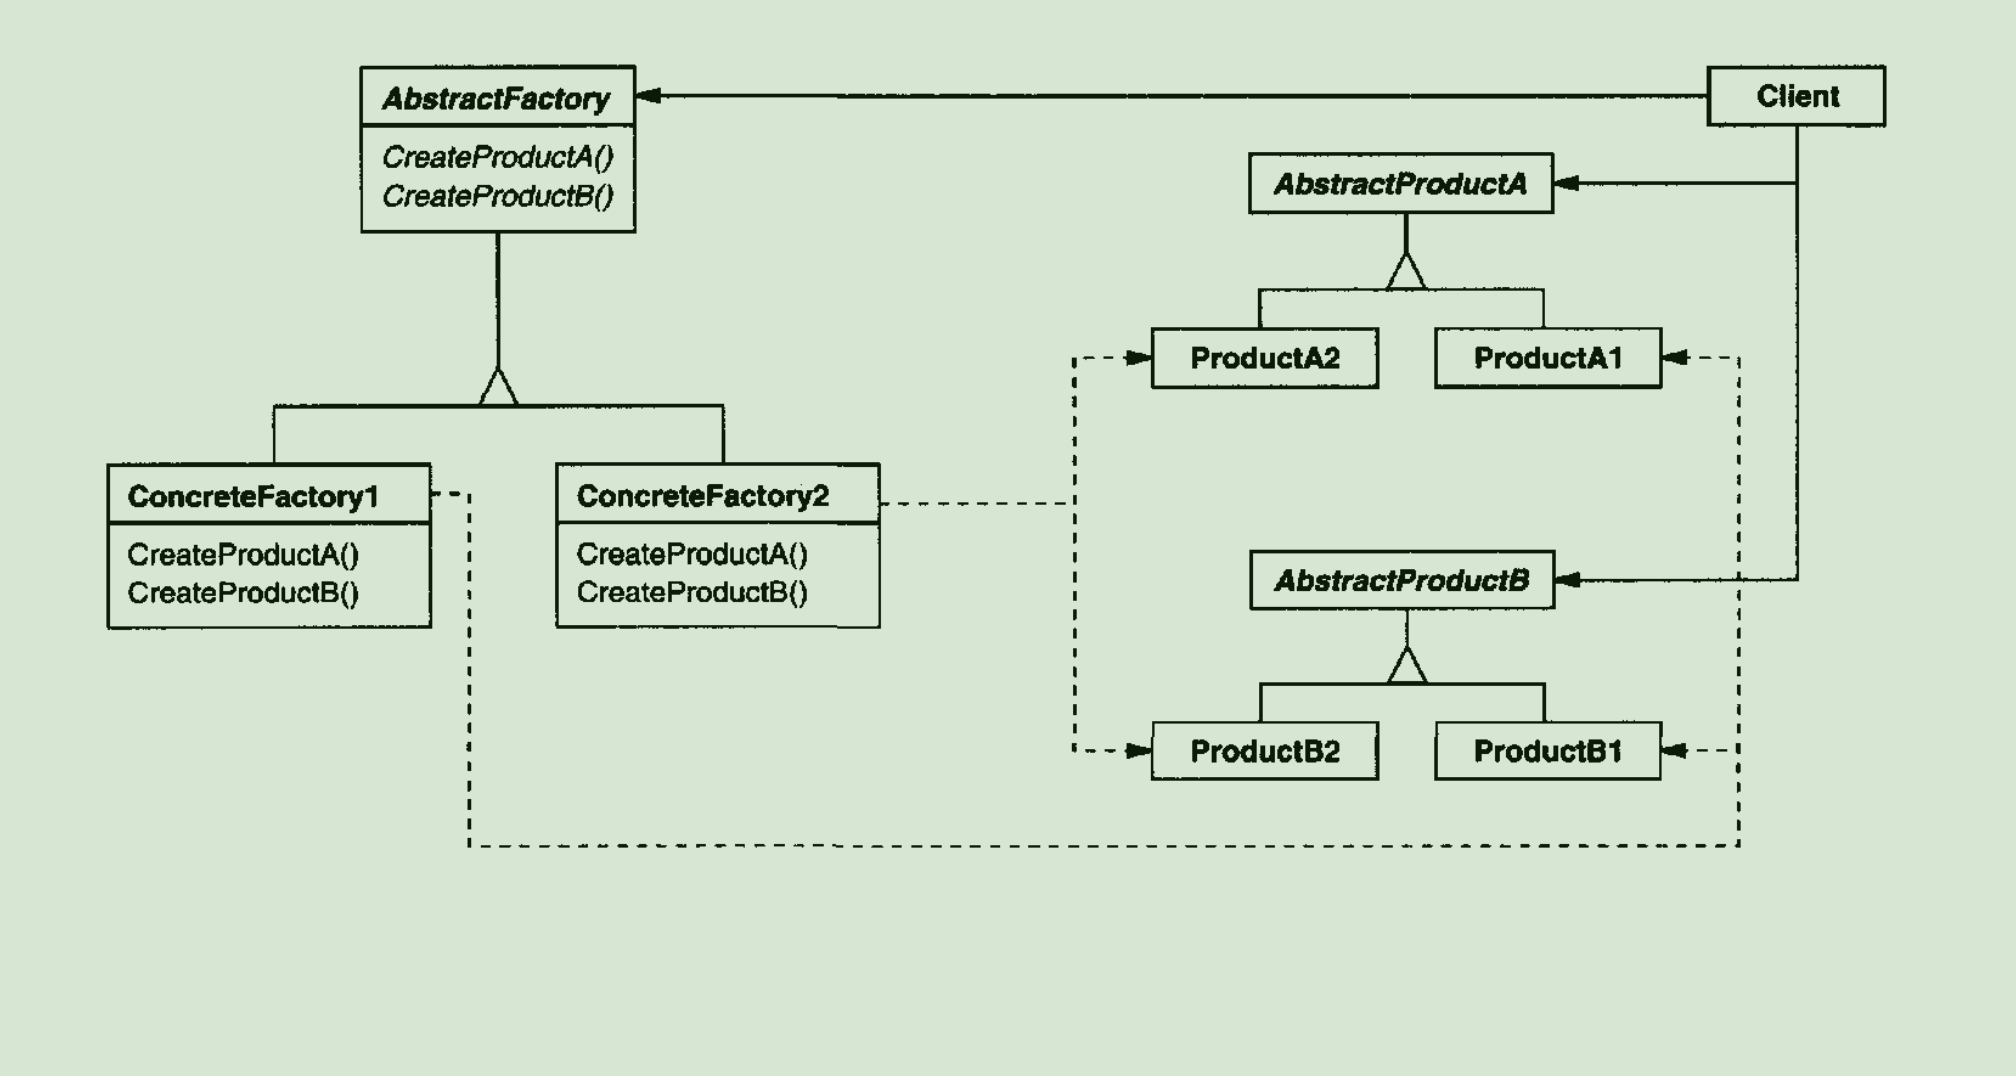 AbstractFactory
CreateProductA()
CreateProductB()
Client
AbstractProductA
ProductA2
ProductA1
ConcreteFactory1
CreateProductA()
CreateProductB()
ConcreteFactory2
CreateProductA()
CreateProductB()
AbstractProductB
ProductB2
ProductB1